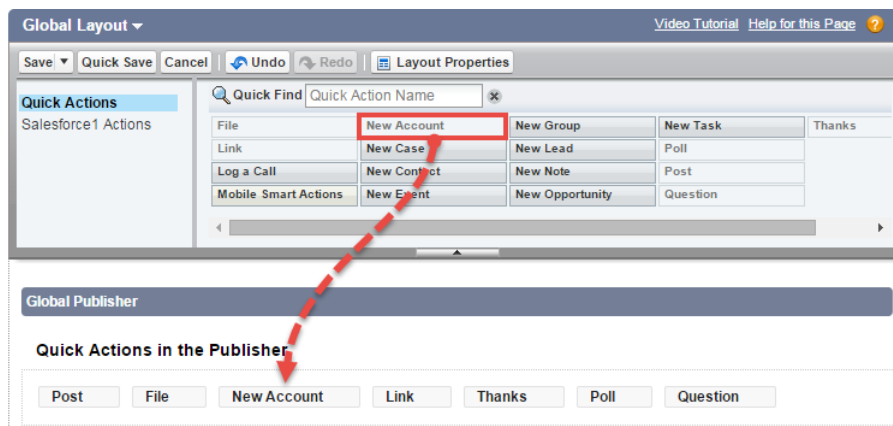 Global Layout Video Tutorial Help for this Page ?
Save Quick Save Cancel Undo Redo Layout Properties
Quick Actions
Salesforce1 Actions
Quick Find Quick Action Name
File New Account New Group New Task Thanks
Link New Case New Lead Poll
Log a Call New Contact New Note Post
Mobile Smart Actions New Event New Opportunity Question
Global Publisher
Quick Actions in the Publisher
Post File New Account Link Thanks Poll Question